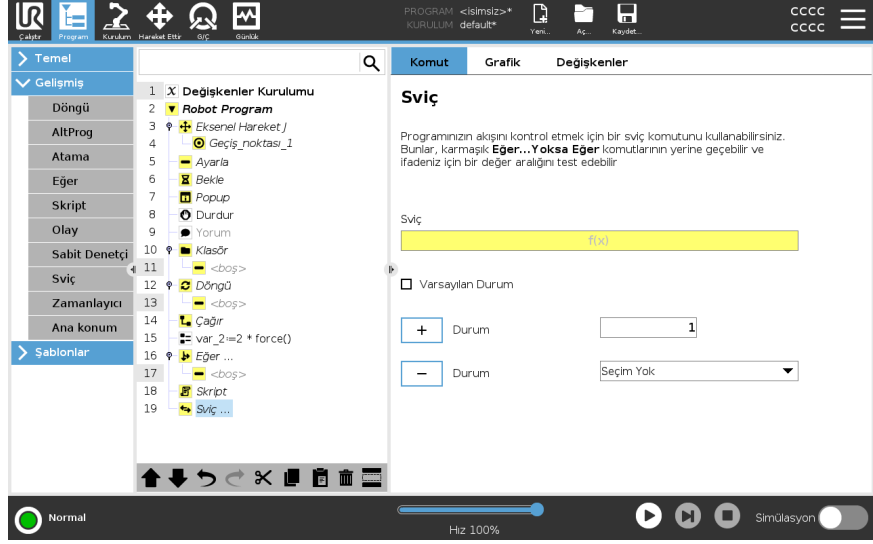 UR
PROGRAM <isimsiz>*
KURULUM default*
CCCC
CCCC
Çalıştır
Program
Kurulum
Hareket Ettir
G/Ç
Günlük
Yeni...
Aç...
Kaydet...
Temel
Gelişmiş
Döngü
AltProg
Atama
Eğer
Skript
Olay
Sabit Denetçi
Sviç
Zamanlayıcı
Ana konum
Şablonlar
1 X Değişkenler Kurulumu
2 Robot Program
3 Eksenel Hareket J
4 Geçiş_noktası_1
5 Ayarla
6 Bekle
7 Popup
8 Durdur
9 Yorum
10 Klasör
11 <boş>
12 Döngü
13 <boş>
14 Çağır
15 var_2:=2 * force()
16 Eğer ...
17 <boş>
18 Skript
19 Sviç ...
Komut Grafik Değişkenler
Sviç
Programınızın akışını kontrol etmek için bir sviç komutunu kullanabilirsiniz.
Bunlar, karmaşık Eğer...Yoksa Eğer komutlarının yerine geçebilir ve
ifadeniz için bir değer aralığını test edebilir
Sviç
f(x)
Varsayılan Durum
+ Durum 1
− Durum Seçim Yok
Normal
Hız 100%
Simülasyon